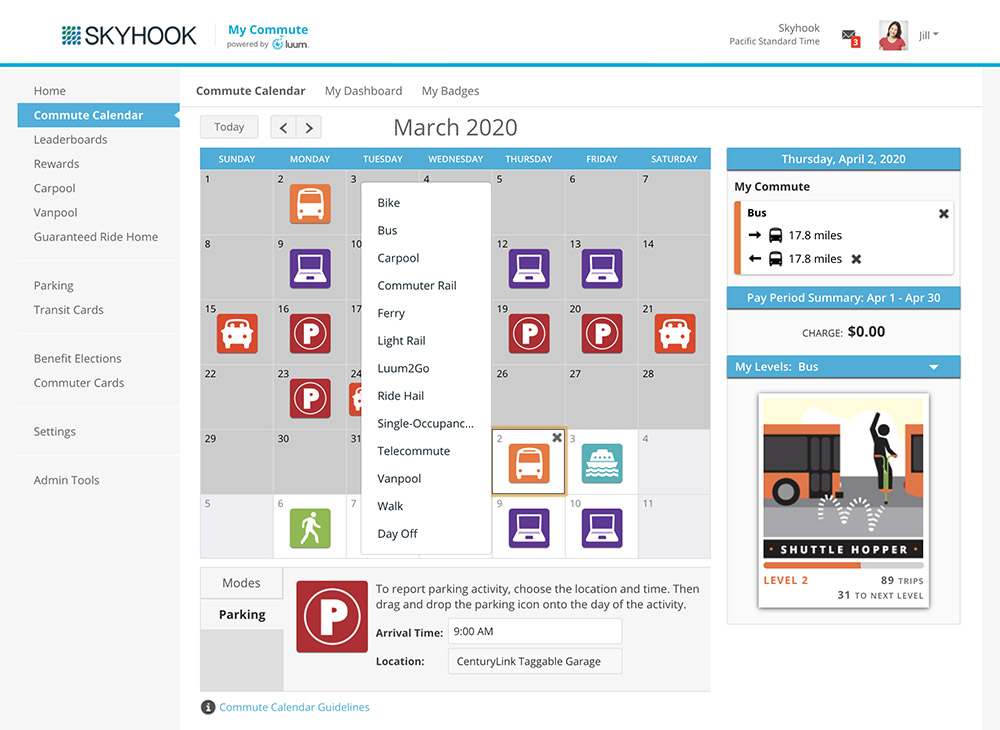 SKYHOOK
My Commute
powered by luum.
Skyhook
Pacific Standard Time
3
Jill
Home
Commute Calendar
Leaderboards
Rewards
Carpool
Vanpool
Guaranteed Ride Home
Parking
Transit Cards
Benefit Elections
Commuter Cards
Settings
Admin Tools
Commute Calendar My Dashboard My Badges
Today < > March 2020
SUNDAY MONDAY TUESDAY WEDNESDAY THURSDAY FRIDAY SATURDAY
1 2 3 4 5 6 7
8 9 10 12 13 14
15 16 17 19 20 21
P P P
22 23 24 26 27 28
P
29 30 31 2 3 4
5 6 7 9 10 11
Bike
Bus
Carpool
Commuter Rail
Ferry
Light Rail
Luum2Go
Ride Hail
Single-Occupanc...
Telecommute
Vanpool
Walk
Day Off
Modes
Parking
P
To report parking activity, choose the location and time. Then
drag and drop the parking icon onto the day of the activity.
Arrival Time: 9:00 AM
Location: CenturyLink Taggable Garage
Commute Calendar Guidelines
Thursday, April 2, 2020
My Commute
Bus
17.8 miles
17.8 miles
Pay Period Summary: Apr 1 - Apr 30
CHARGE: $0.00
My Levels: Bus
• SHUTTLE HOPPER •
LEVEL 2 89 TRIPS
31 TO NEXT LEVEL